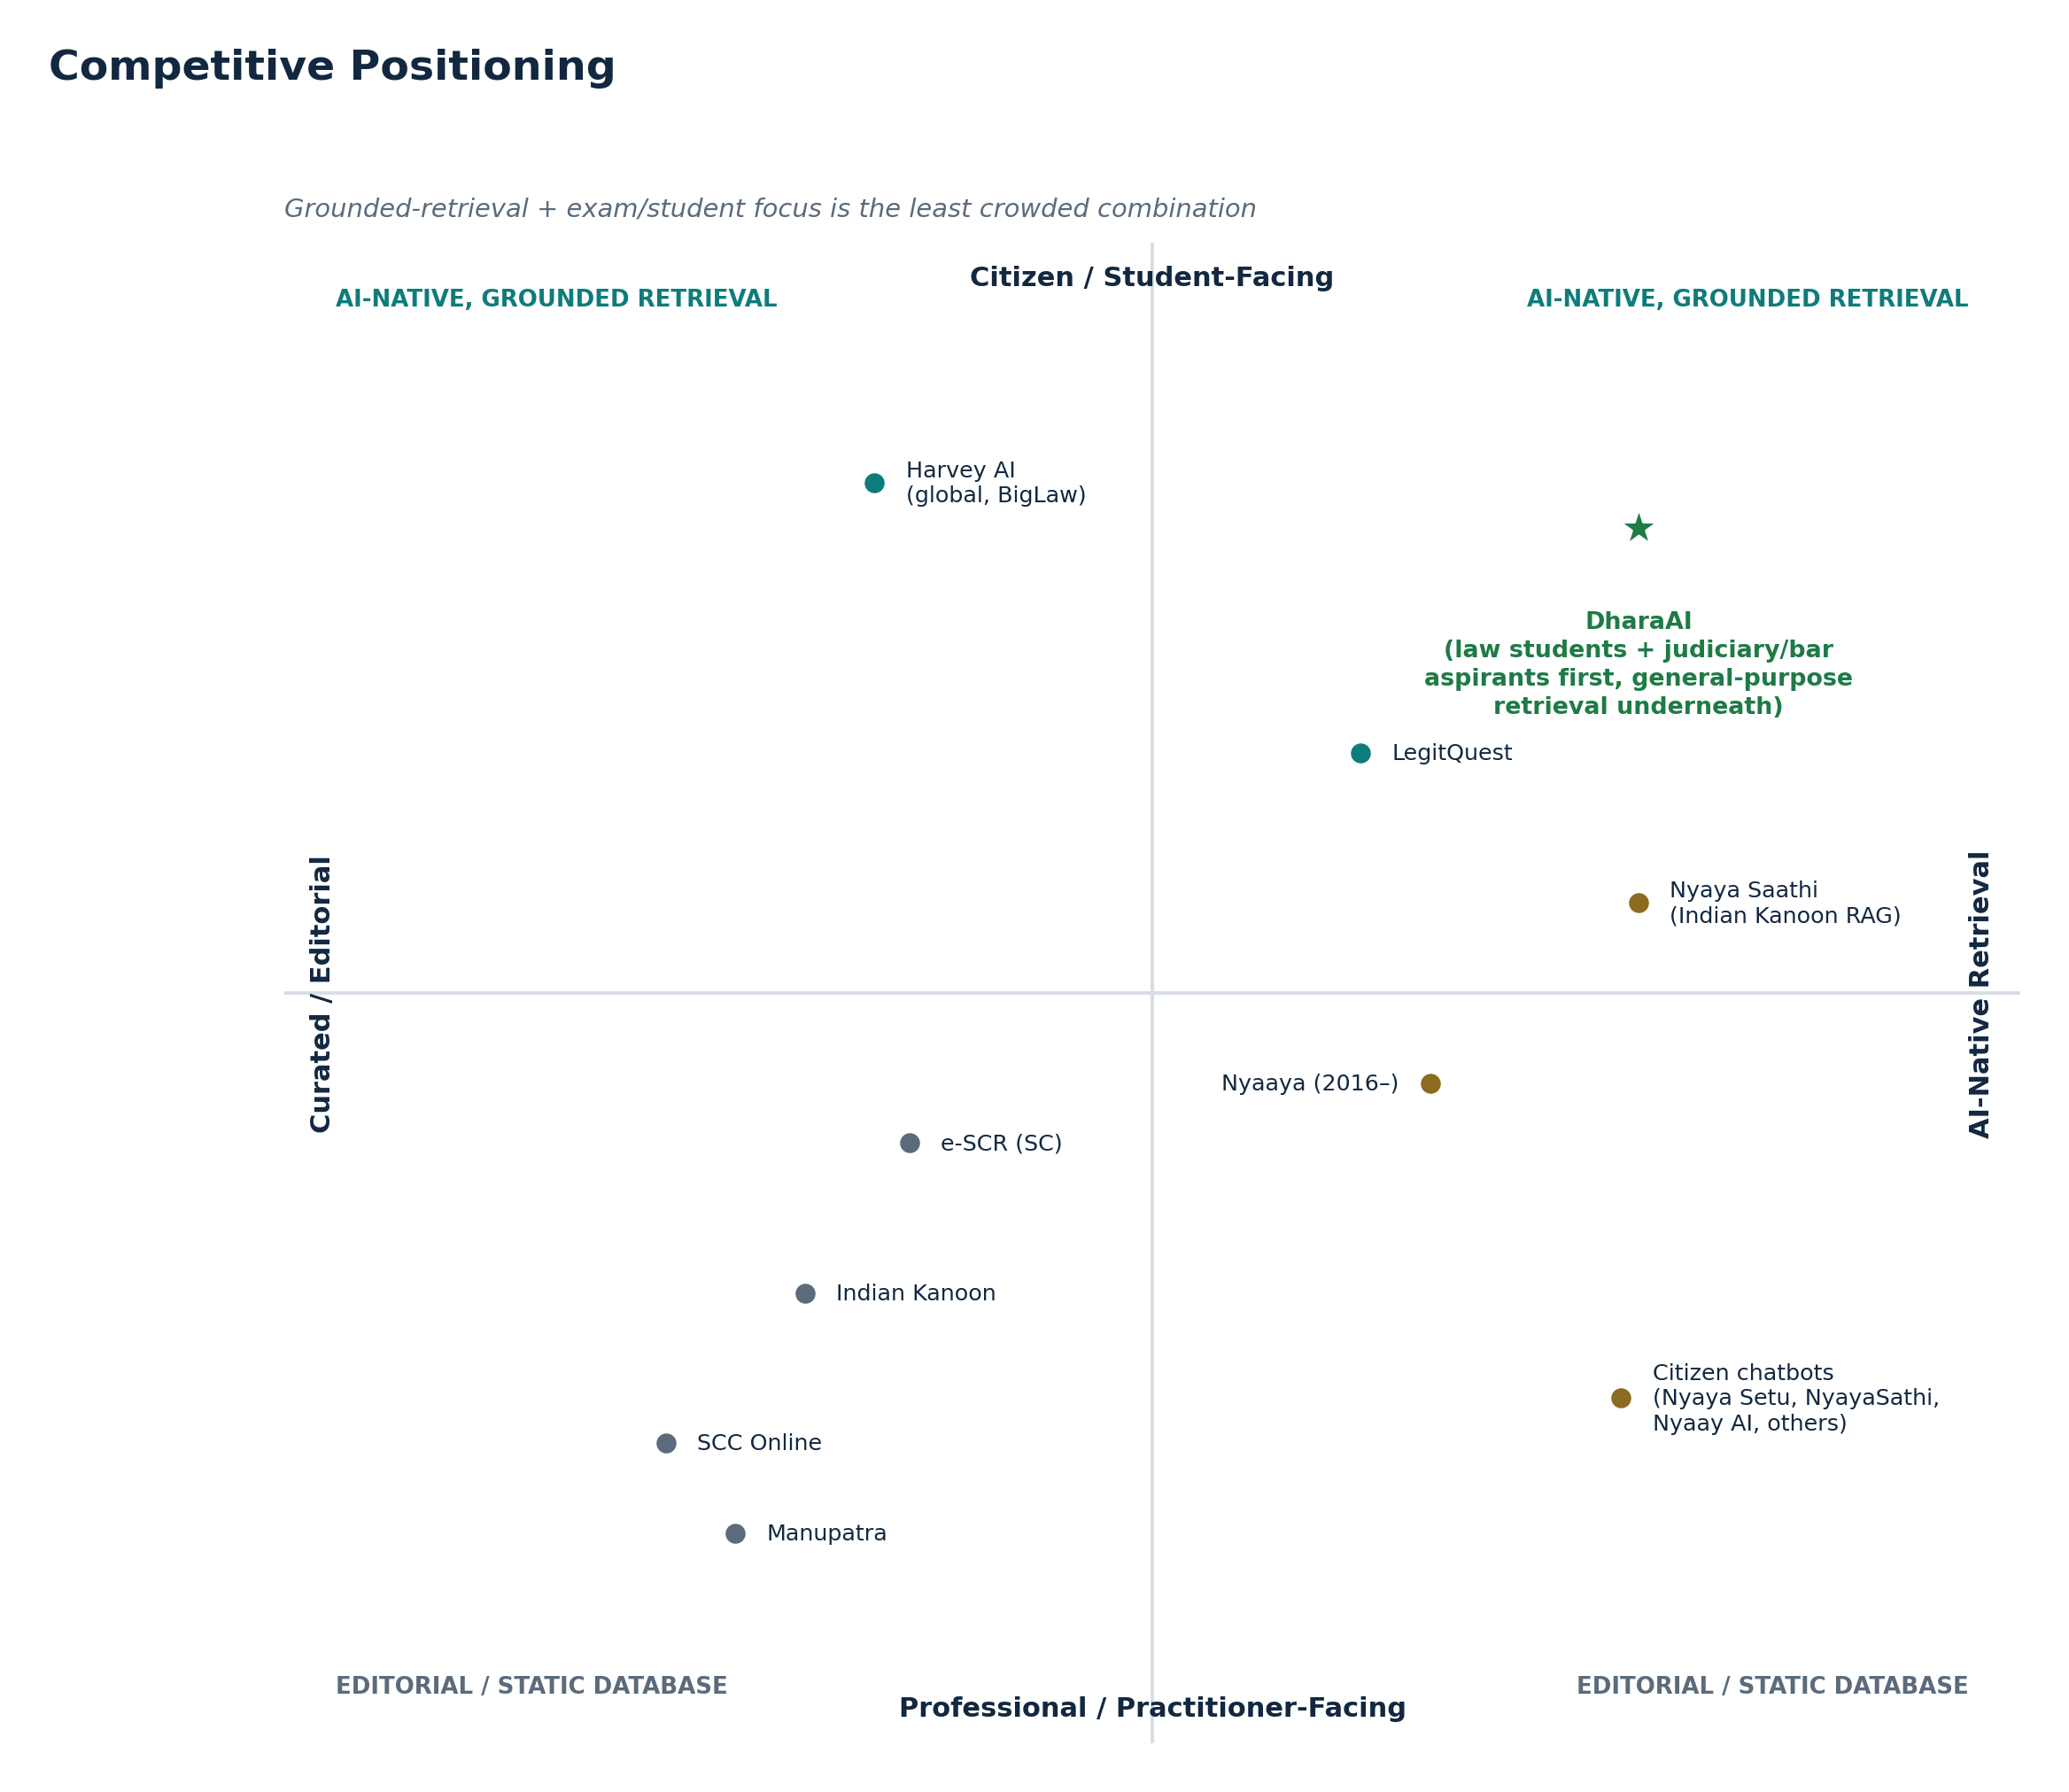 Competitive Positioning
Grounded-retrieval + exam/student focus is the least crowded combination
Citizen / Student-Facing
AI-NATIVE, GROUNDED RETRIEVAL
AI-NATIVE, GROUNDED RETRIEVAL
Harvey AI
(global, BigLaw)
DharaAI
(law students + judiciary/bar
aspirants first, general-purpose
retrieval underneath)
LegitQuest
Nyaya Saathi
(Indian Kanoon RAG)
Curated / Editorial
AI-Native Retrieval
Nyaaya (2016–)
e-SCR (SC)
Indian Kanoon
Citizen chatbots
(Nyaya Setu, NyayaSathi,
Nyaay AI, others)
SCC Online
Manupatra
EDITORIAL / STATIC DATABASE
EDITORIAL / STATIC DATABASE
Professional / Practitioner-Facing